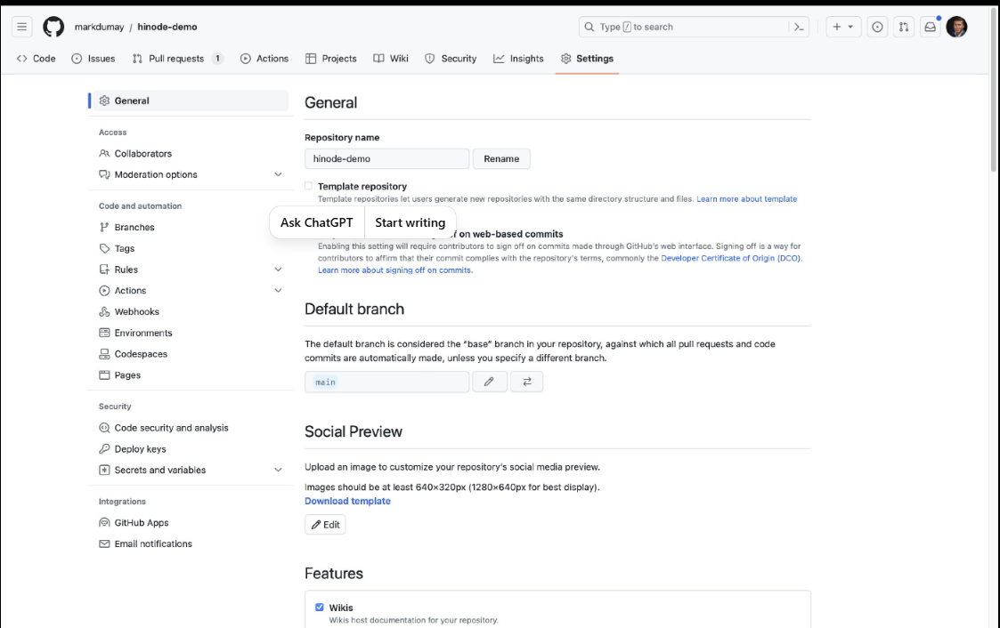 markdumay / hinode-demo
Type / to search
Code
Issues
Pull requests 1
Actions
Projects
Wiki
Security
Insights
Settings
General
Access
Collaborators
Moderation options
Code and automation
Branches
Tags
Rules
Actions
Webhooks
Environments
Codespaces
Pages
Security
Code security and analysis
Deploy keys
Secrets and variables
Integrations
GitHub Apps
Email notifications
General
Repository name
hinode-demo
Rename
Template repository
Template repositories let users generate new repositories with the same directory structure and files. Learn more about template
Ask ChatGPT
Start writing
on web-based commits
Enabling this setting will require contributors to sign off on commits made through GitHub's web interface. Signing off is a way for
contributors to affirm that their commit complies with the repository's terms, commonly the Developer Certificate of Origin (DCO).
Learn more about signing off on commits.
Default branch
The default branch is considered the “base” branch in your repository, against which all pull requests and code
commits are automatically made, unless you specify a different branch.
main
Social Preview
Upload an image to customize your repository's social media preview.
Images should be at least 640×320px (1280×640px for best display).
Download template
Edit
Features
Wikis
Wikis host documentation for your repository.